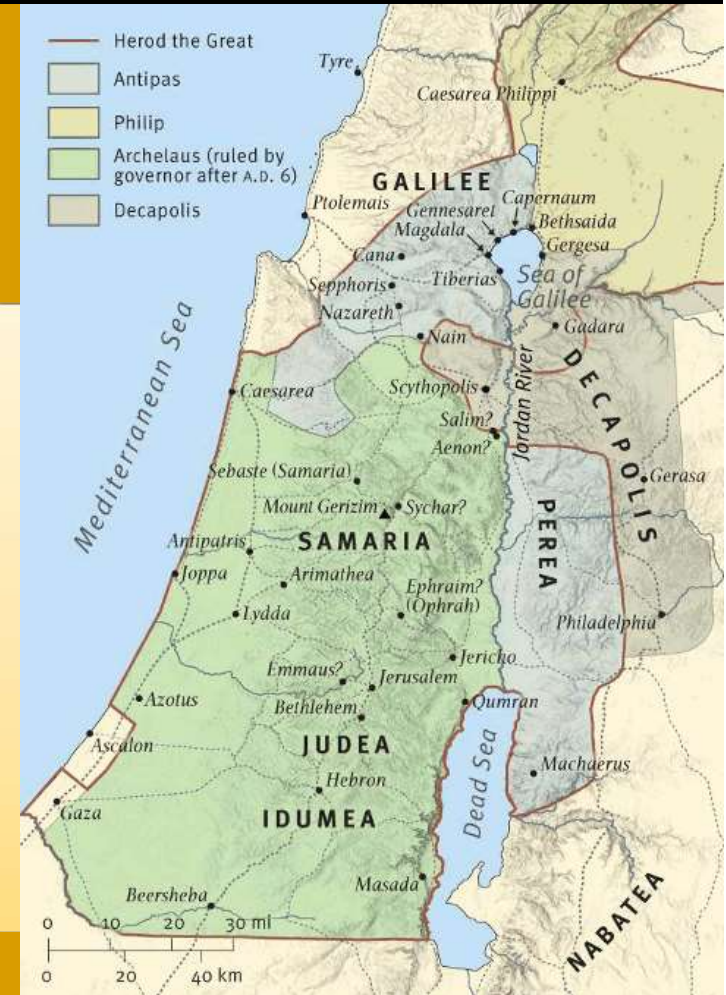 Herod the Great
Antipas
Philip
Archelaus (ruled by
governor after A.D. 6)
Decapolis
Tyre
Caesarea Philippi
GALILEE
Ptolemais
Capernaum
Gennesaret
Bethsaida
Magdala
Gergesa
Cana
Tiberias
Sea of
Galilee
Sepphoris
Nazareth
Gadara
Nain
Mediterranean Sea
Jordan River
DECAPOLIS
Caesarea
Scythopolis
Salim?
Aenon?
Sebaste (Samaria)
Gerasa
Mount Gerizim
Sychar?
PEREA
SAMARIA
Antipatris
Joppa
Arimathea
Ephraim?
(Ophrah)
Lydda
Philadelphia
Jericho
Emmaus?
Jerusalem
Azotus
Bethlehem
Qumran
Ascalon
JUDEA
Dead Sea
Machaerus
Hebron
Gaza
IDUMEA
Masada
NABATEA
Beersheba
0 10 20 30 mi
0 20 40 km